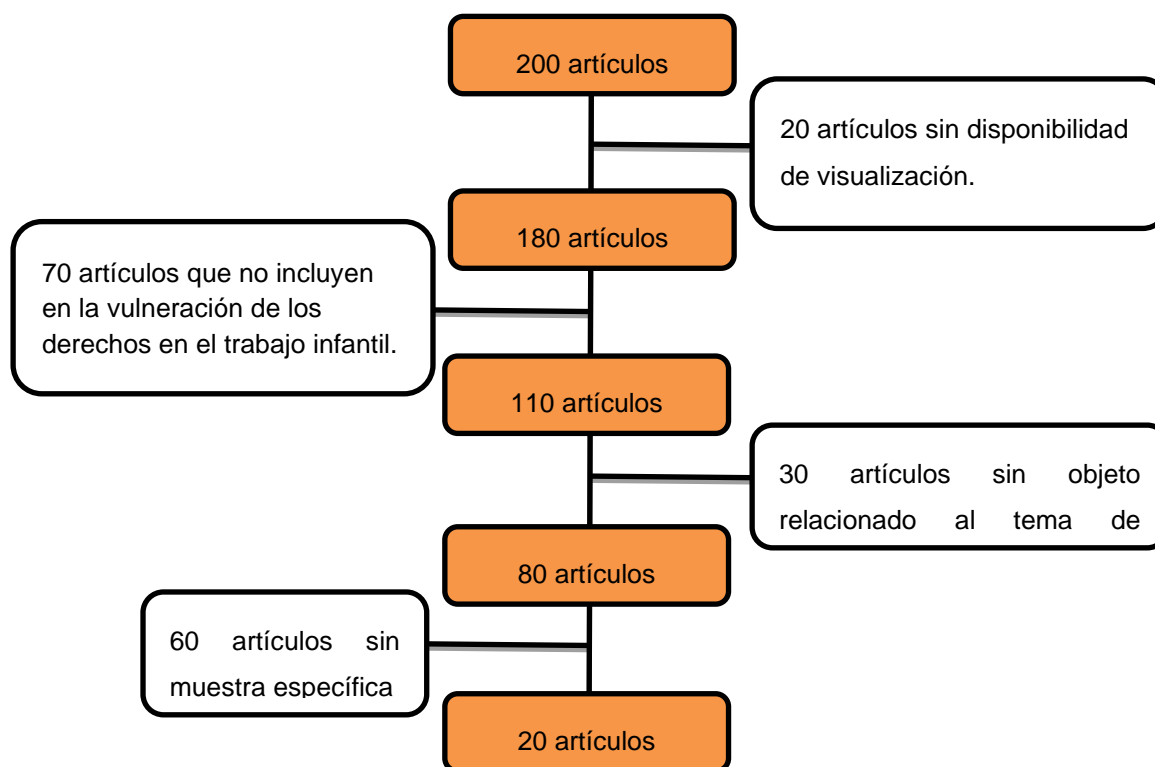 200 artículos
20 artículos sin disponibilidad
de visualización.
180 artículos
70 artículos que no incluyen
en la vulneración de los
derechos en el trabajo infantil.
110 artículos
30 artículos sin objeto
relacionado al tema de
80 artículos
60 artículos sin
muestra específica
20 artículos